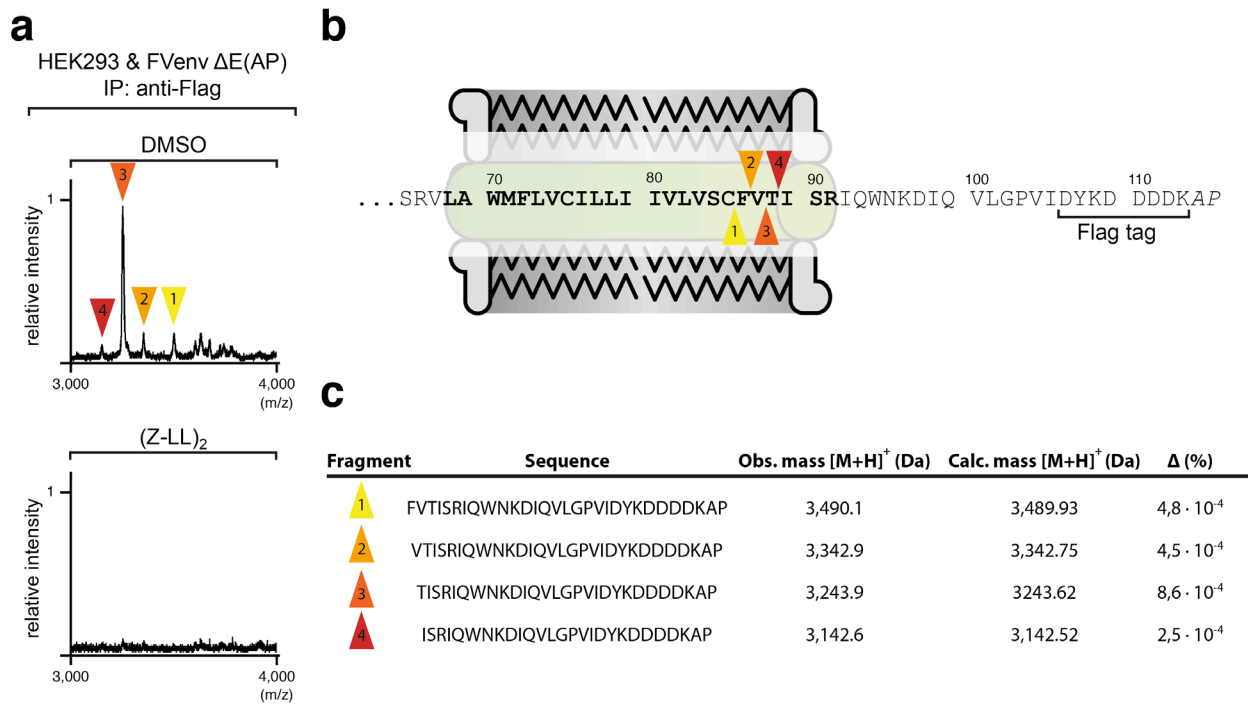 a
HEK293 & FVenv ΔE(AP)
IP: anti-Flag
DMSO
3
1
4
2
1
relative intensity
3,000
4,000
(m/z)
(Z-LL)2
1
relative intensity
3,000
4,000
(m/z)
b
2 4
70 80 90 100 110
...SRVLA WMFLVCILLI IVLVSCFVTI SRIQWNKDIQ VLGPVIDYKD DDDKAP
1 3
Flag tag
c
Fragment Sequence Obs. mass [M+H]+ (Da) Calc. mass [M+H]+ (Da) Δ (%)
1 FVTISRIQWNKDIQVLGPVIDYKDDDDKAP 3,490.1 3,489.93 4,8 · 10-4
2 VTISRIQWNKDIQVLGPVIDYKDDDDKAP 3,342.9 3,342.75 4,5 · 10-4
3 TISRIQWNKDIQVLGPVIDYKDDDDKAP 3,243.9 3243.62 8,6 · 10-4
4 ISRIQWNKDIQVLGPVIDYKDDDDKAP 3,142.6 3,142.52 2,5 · 10-4